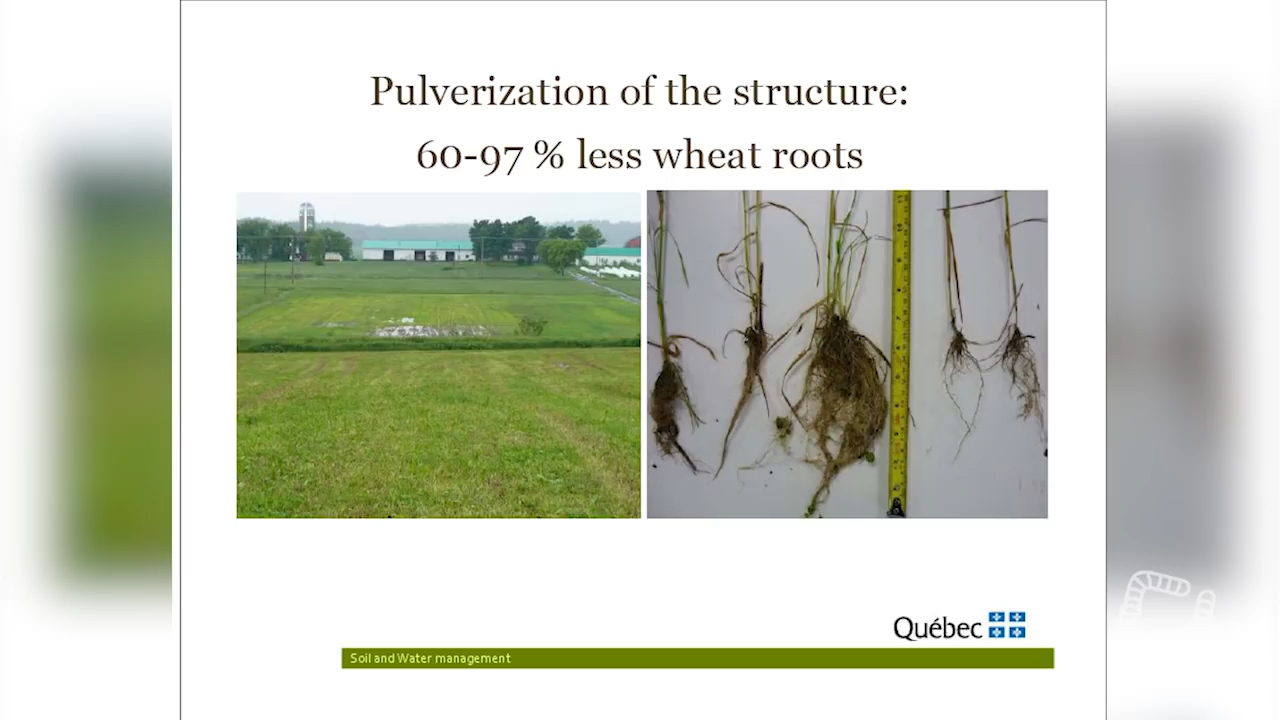 Pulverization of the structure:
60-97 % less wheat roots
Québec
Soil and Water management